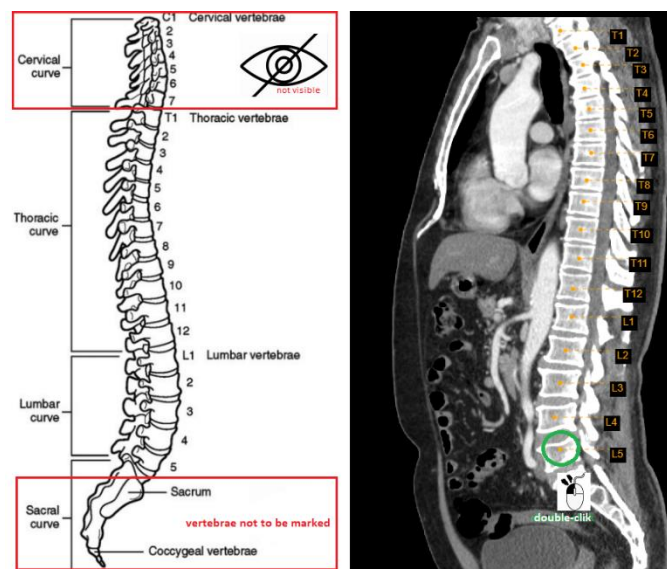 C1 Cervical vertebrae
2
3
4
5
6
7
Cervical
curve
not visible
T1 Thoracic vertebrae
2
3
4
5
6
7
8
9
10
11
12
Thoracic
curve
L1 Lumbar vertebrae
2
3
4
5
Lumbar
curve
Sacral
curve
Sacrum
vertebrae not to be marked
Coccygeal vertebrae
T1
T2
T3
T4
T5
T6
T7
T8
T9
T10
T11
T12
L1
L2
L3
L4
L5
double-clik